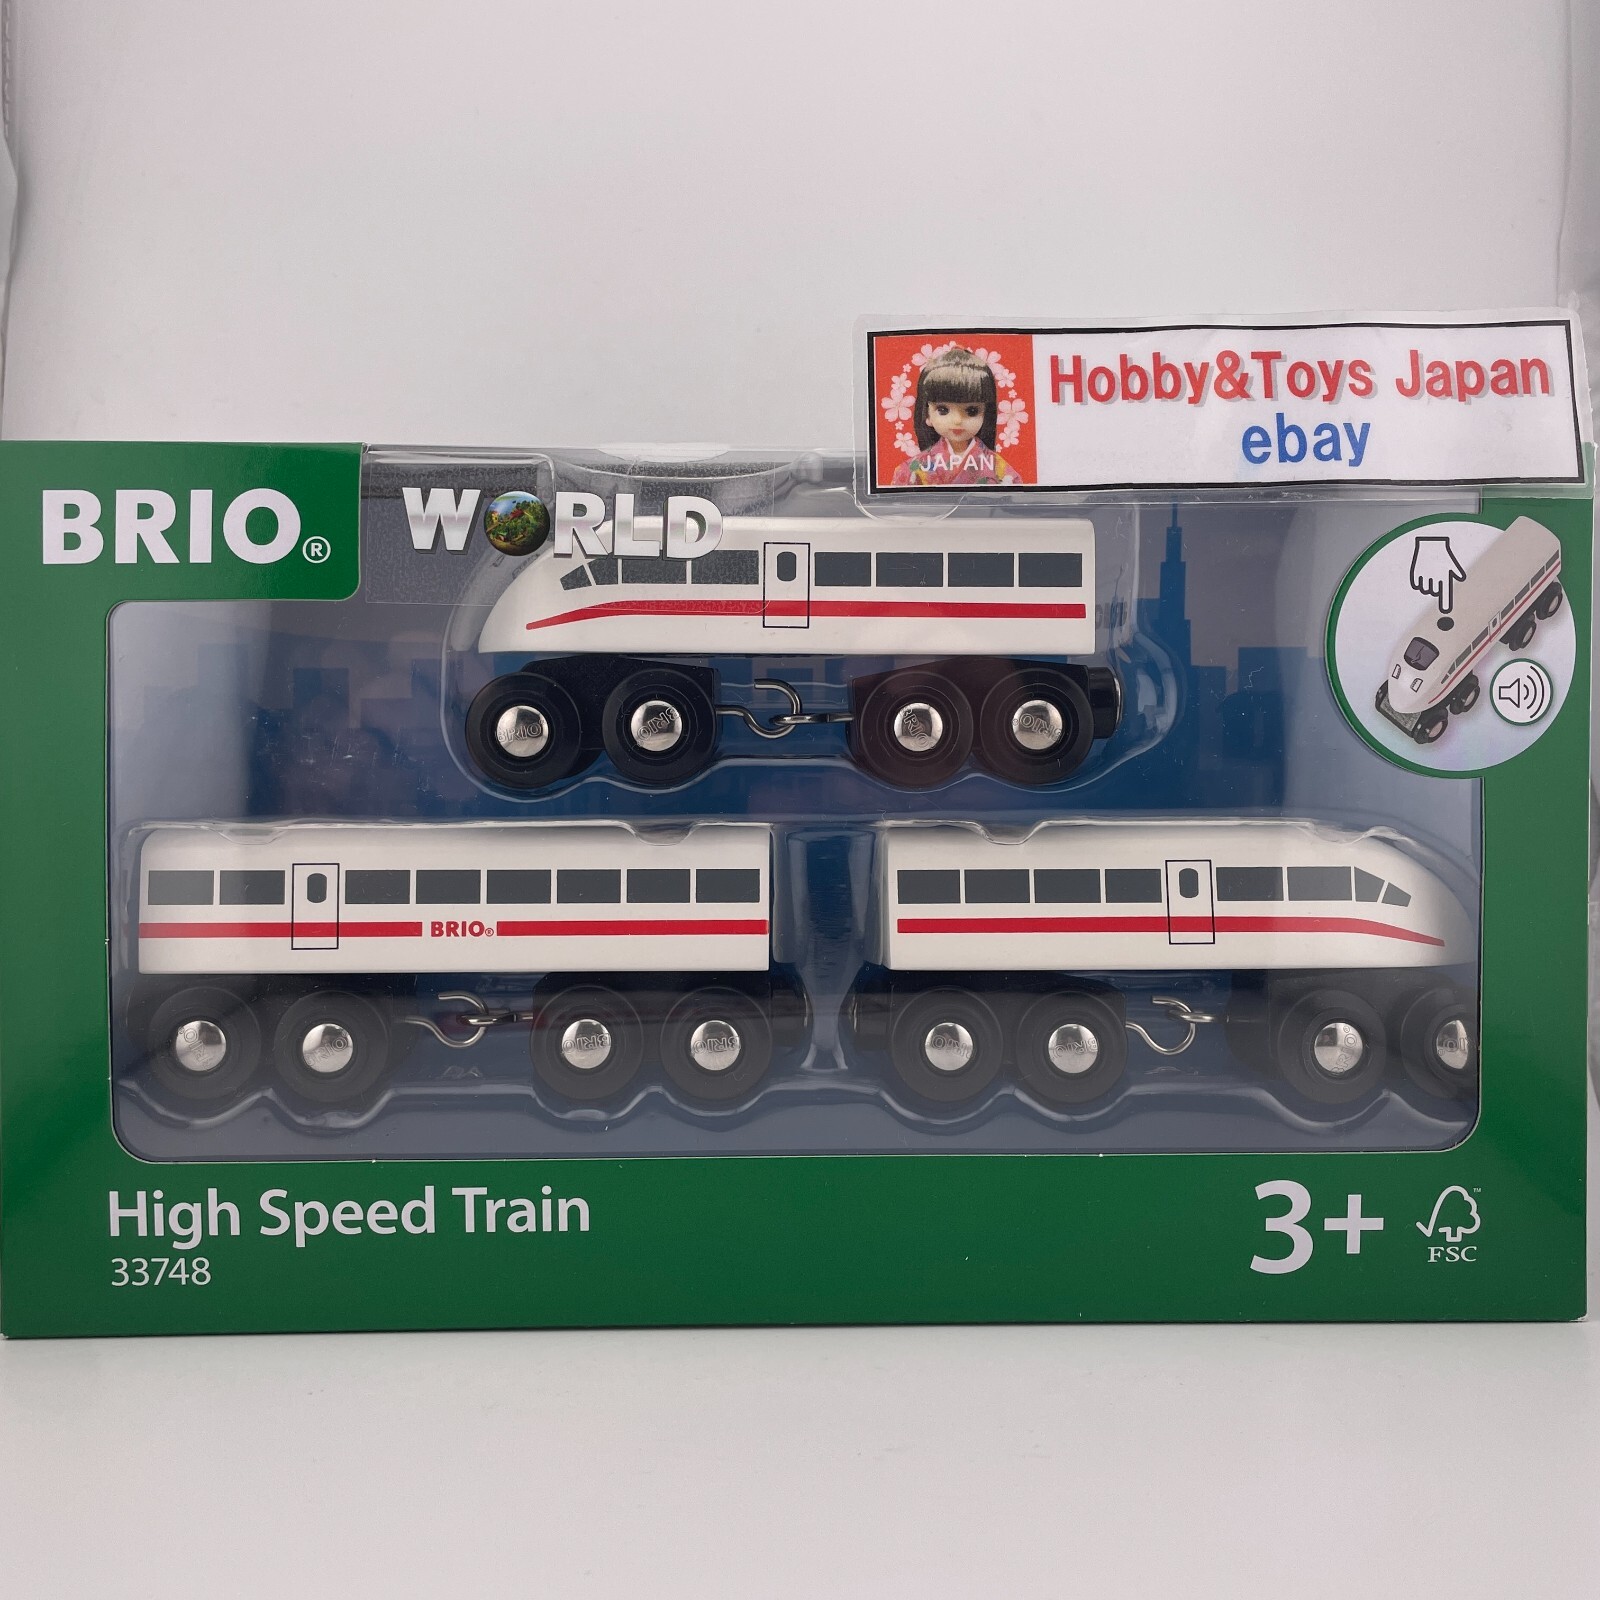 Hobby&Toys Japan
ebay
JAPAN
BRIO®
WORLD
BRIO®
High Speed Train
33748
3+
FSC